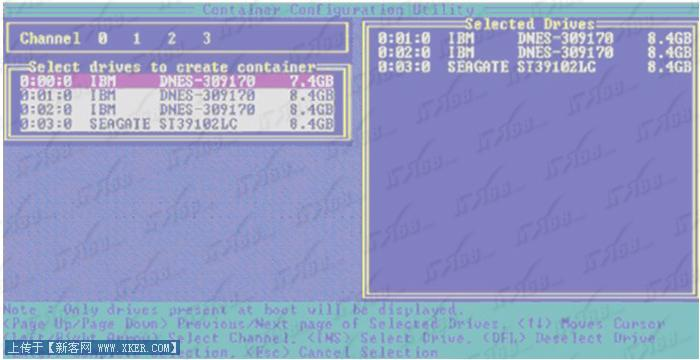 Container Configuration Utility
Channel 0 1 2 3
Select drives to create container
0:00:0 IBM DNES-309170 7.4GB
0:01:0 IBM DNES-309170 8.4GB
0:02:0 IBM DNES-309170 8.4GB
0:03:0 SEAGATE ST39102LC 8.4GB
Selected Drives
0:01:0 IBM DNES-309170 8.4GB
0:02:0 IBM DNES-309170 8.4GB
0:03:0 SEAGATE ST39102LC 8.4GB
Note : Only drives present at boot will be displayed.
<Page Up/Page Down> Previous/Next page of Selected Drives, <↑↓> Moves Cursor
Select Channel, <INS> Select Drive, <DEL> Deselect Drive
<Esc> Cancel Selection
上传于【新客网】
www.XKER.com